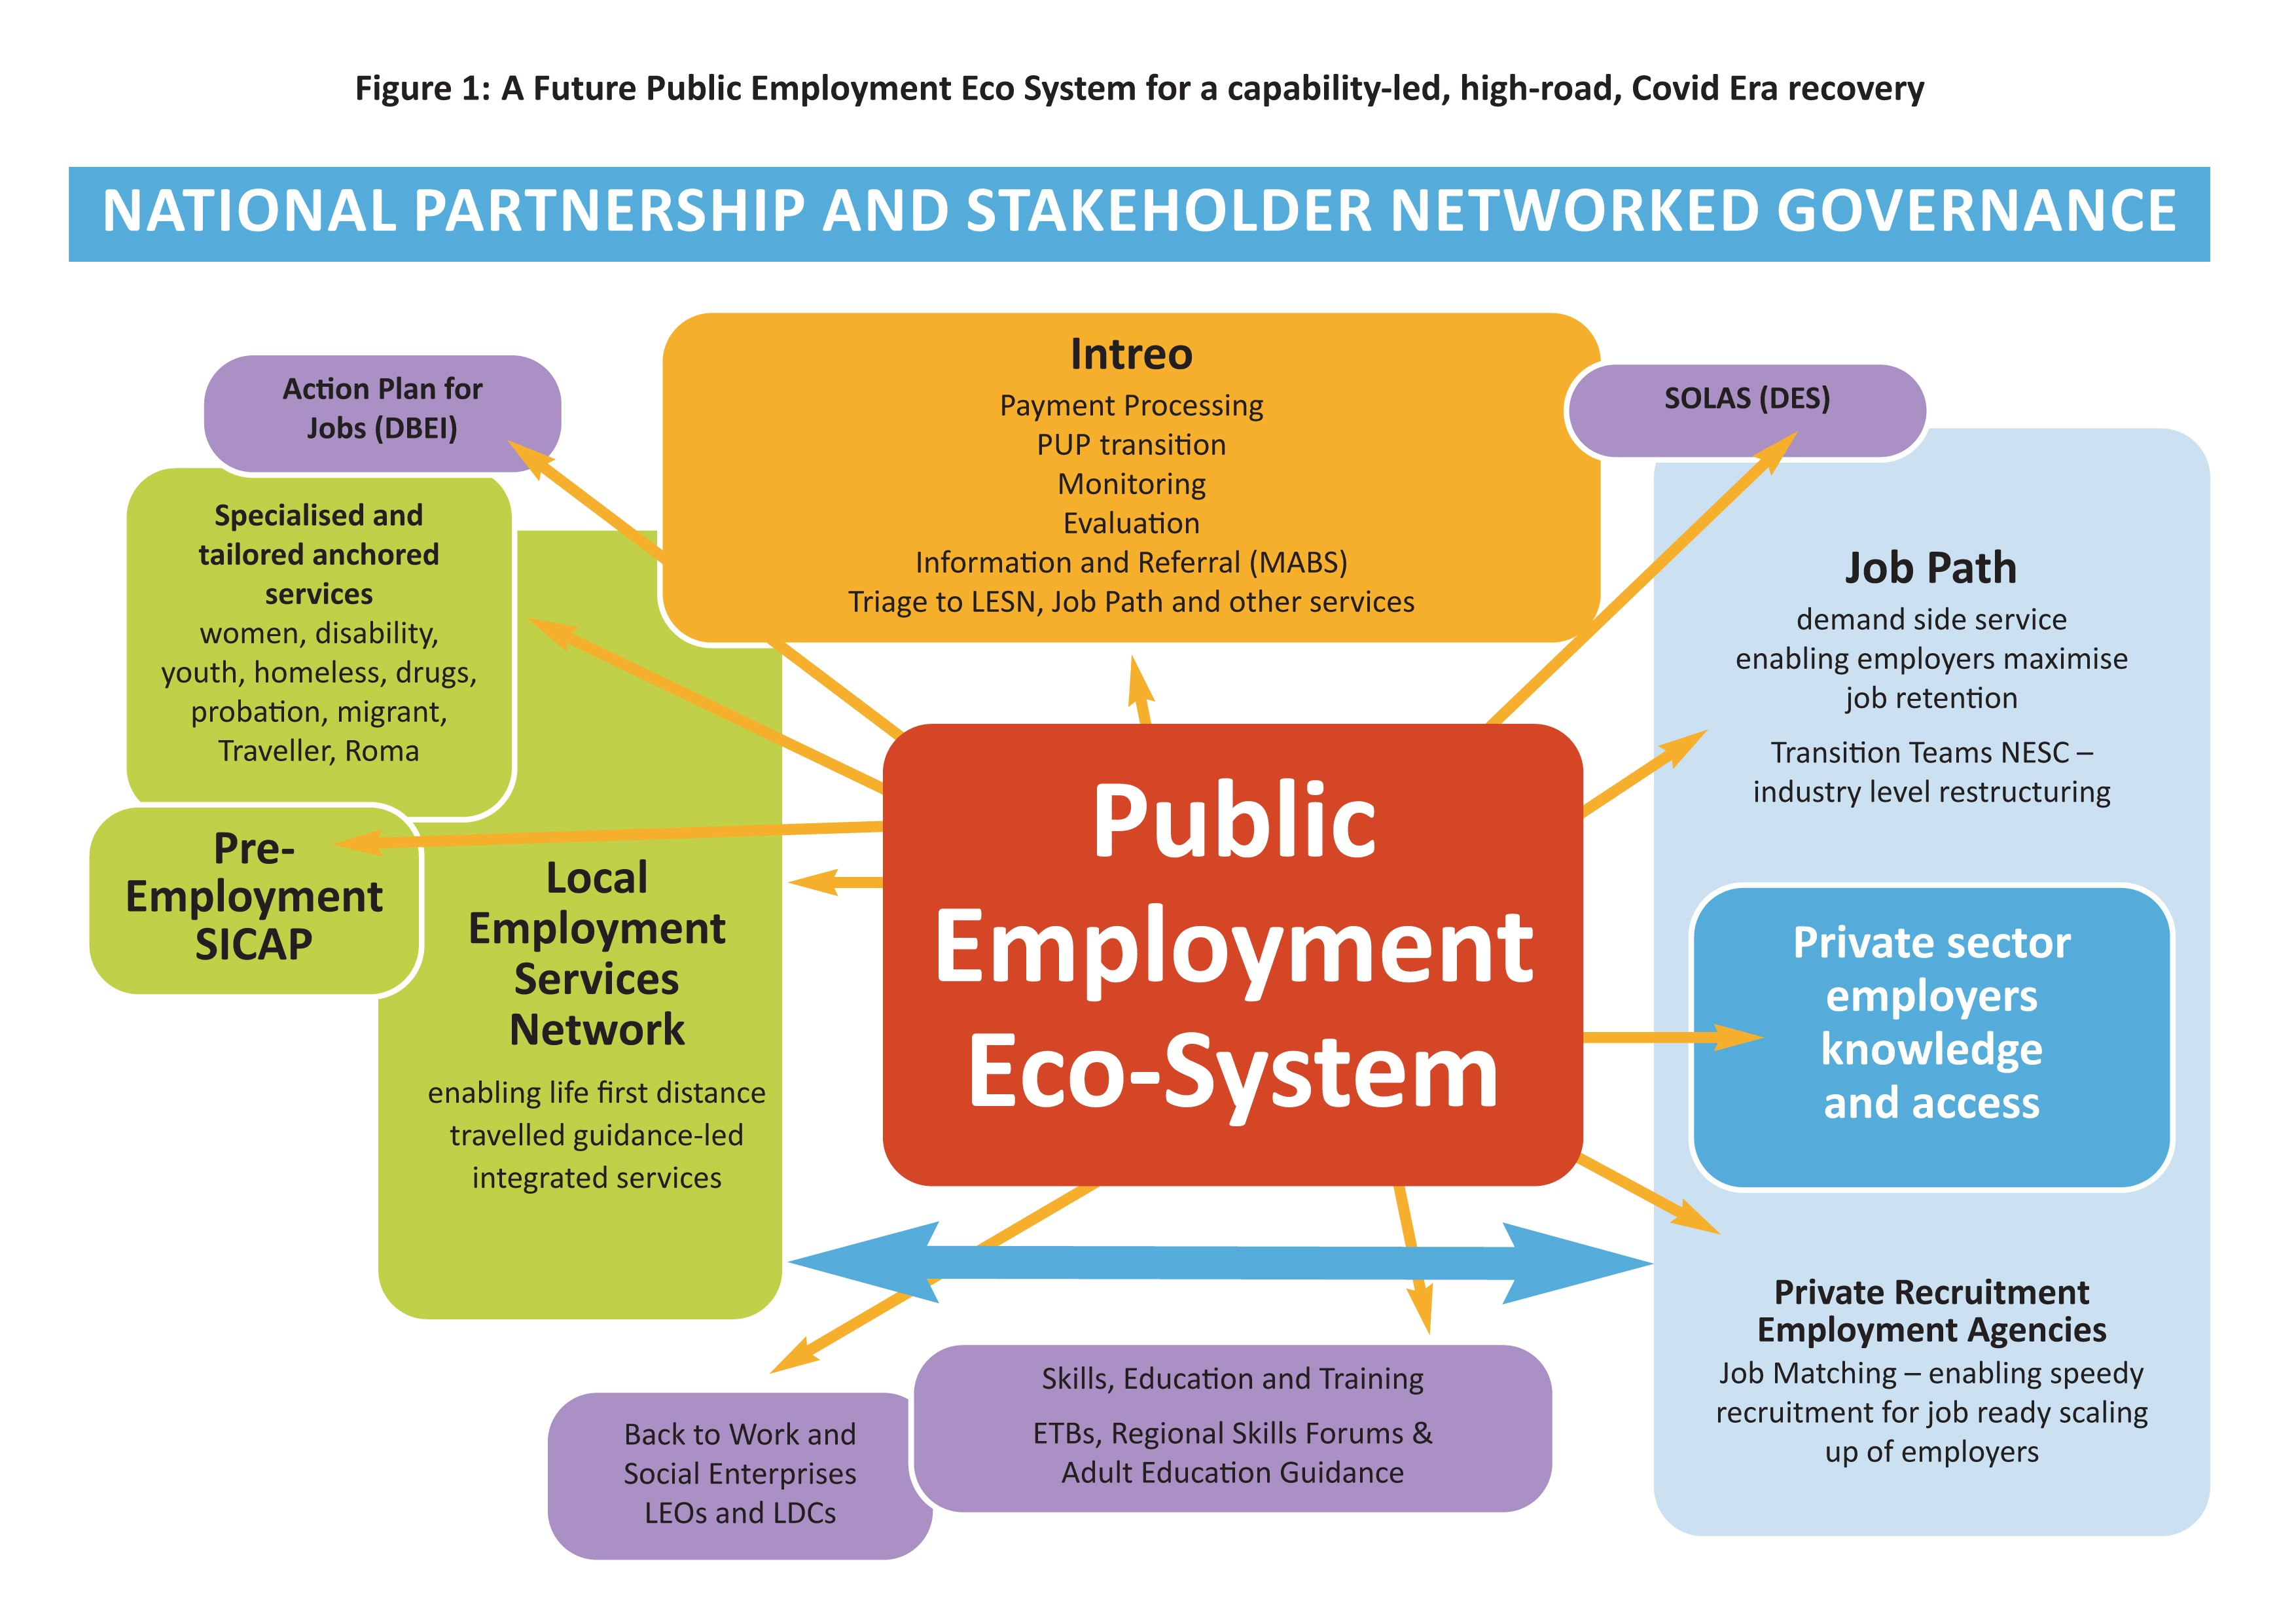 Figure 1: A Future Public Employment Eco System for a capability-led, high-road, Covid Era recovery
NATIONAL PARTNERSHIP AND STAKEHOLDER NETWORKED GOVERNANCE
Action Plan for
Jobs (DBEI)
Intreo
Payment Processing
PUP transition
Monitoring
Evaluation
Information and Referral (MABS)
Triage to LESN, Job Path and other services
SOLAS (DES)
Specialised and
tailored anchored
services
women, disability,
youth, homeless, drugs,
probation, migrant,
Traveller, Roma
Pre-
Employment
SICAP
Local
Employment
Services
Network
enabling life first distance
travelled guidance-led
integrated services
Public
Employment
Eco-System
Job Path
demand side service
enabling employers maximise
job retention
Transition Teams NESC –
industry level restructuring
Private sector
employers
knowledge
and access
Private Recruitment
Employment Agencies
Job Matching – enabling speedy
recruitment for job ready scaling
up of employers
Back to Work and
Social Enterprises
LEOs and LDCs
Skills, Education and Training
ETBs, Regional Skills Forums &
Adult Education Guidance